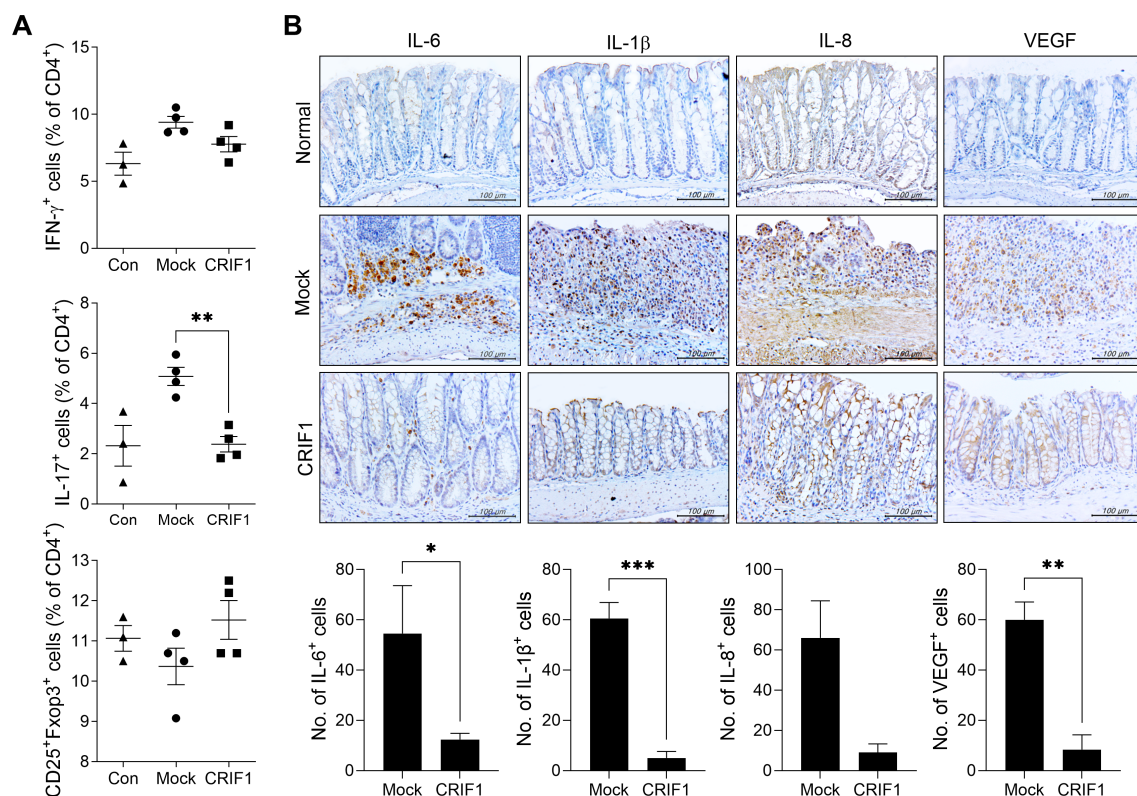 A
IFN-γ⁺ cells (% of CD4⁺)
15
10
5
0
Con Mock CRIF1
IL-17⁺ cells (% of CD4⁺)
8
6
4
2
0
**
Con Mock CRIF1
CD25⁺Fxop3⁺ cells (% of CD4⁺)
13
12
11
10
9
8
Con Mock CRIF1
B
IL-6 IL-1β IL-8 VEGF
Normal
100 µm 100 µm 100 µm 100 µm
Mock
100 µm 100 µm 100 µm 100 µm
CRIF1
100 µm 100 µm 100 µm 100 µm
No. of IL-6⁺ cells
80
60
40
20
0
*
Mock CRIF1
No. of IL-1β⁺ cells
80
60
40
20
0
***
Mock CRIF1
No. of IL-8⁺ cells
100
80
60
40
20
0
Mock CRIF1
No. of VEGF⁺ cells
80
60
40
20
0
**
Mock CRIF1